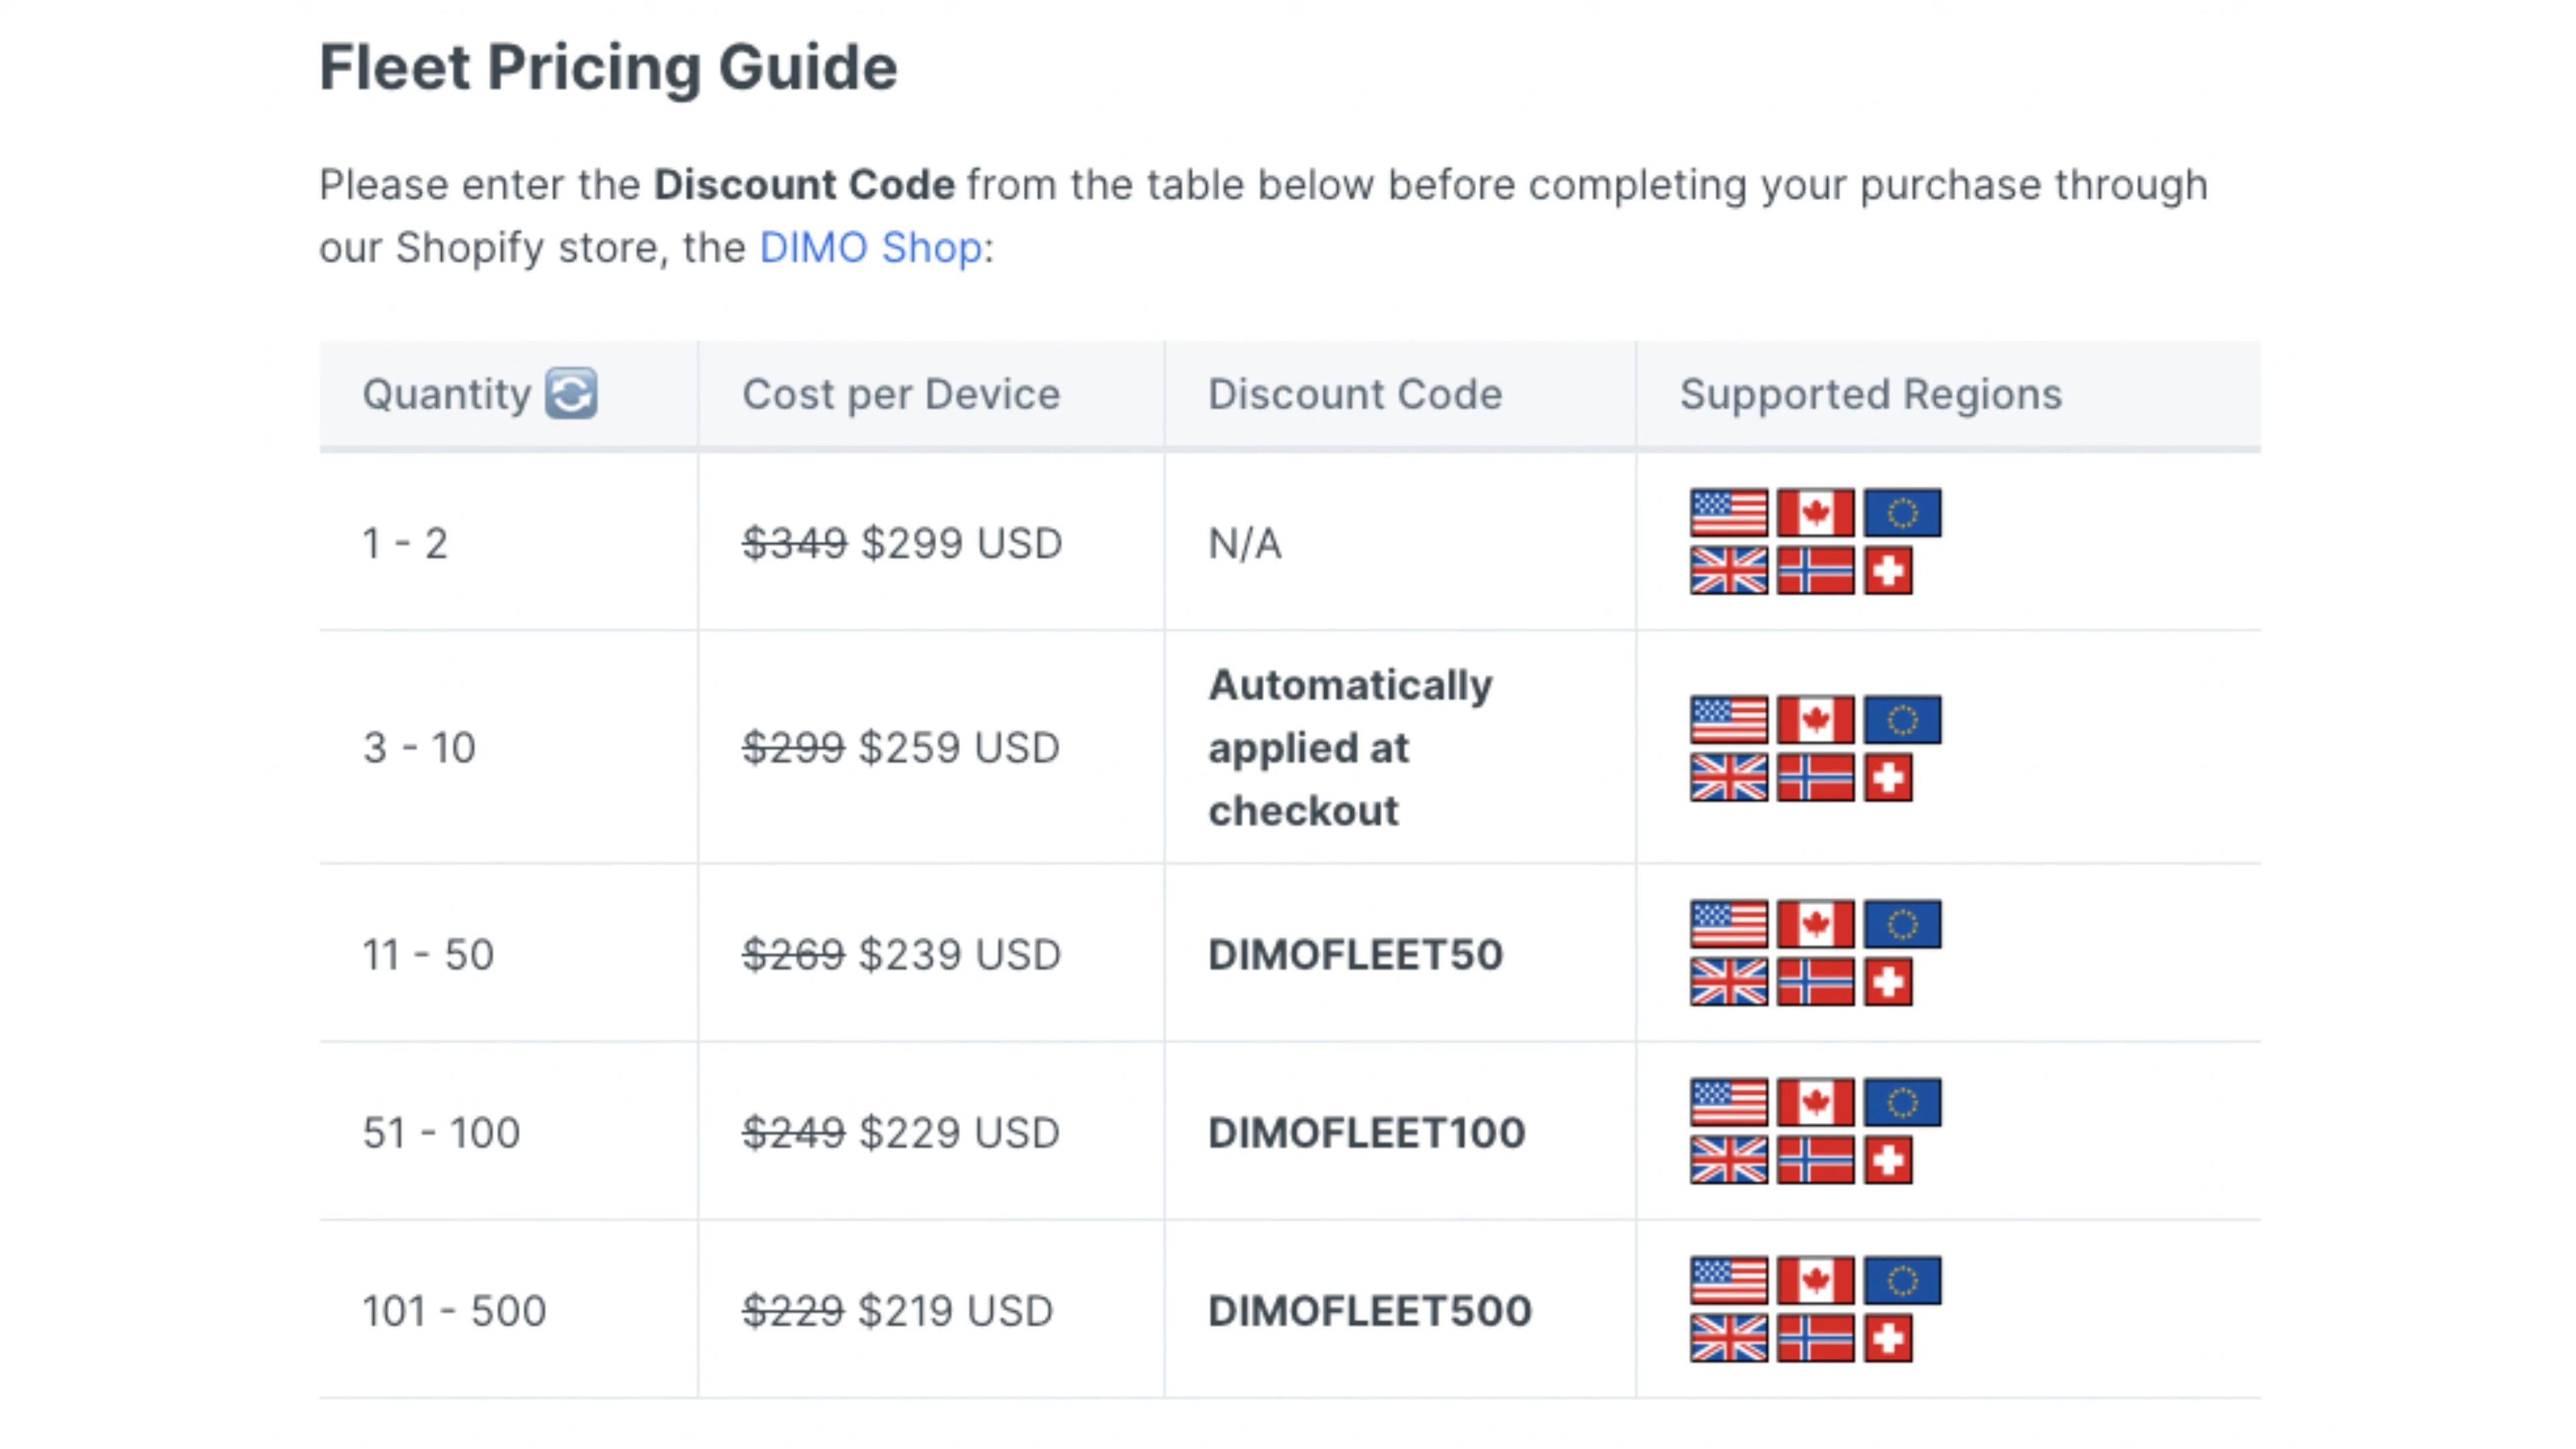 Fleet Pricing Guide
Please enter the Discount Code from the table below before completing your purchase through
our Shopify store, the DIMO Shop:
Quantity Cost per Device Discount Code Supported Regions
1 - 2 $349 $299 USD N/A
3 - 10 $299 $259 USD Automatically
applied at
checkout
11 - 50 $269 $239 USD DIMOFLEET50
51 - 100 $249 $229 USD DIMOFLEET100
101 - 500 $229 $219 USD DIMOFLEET500